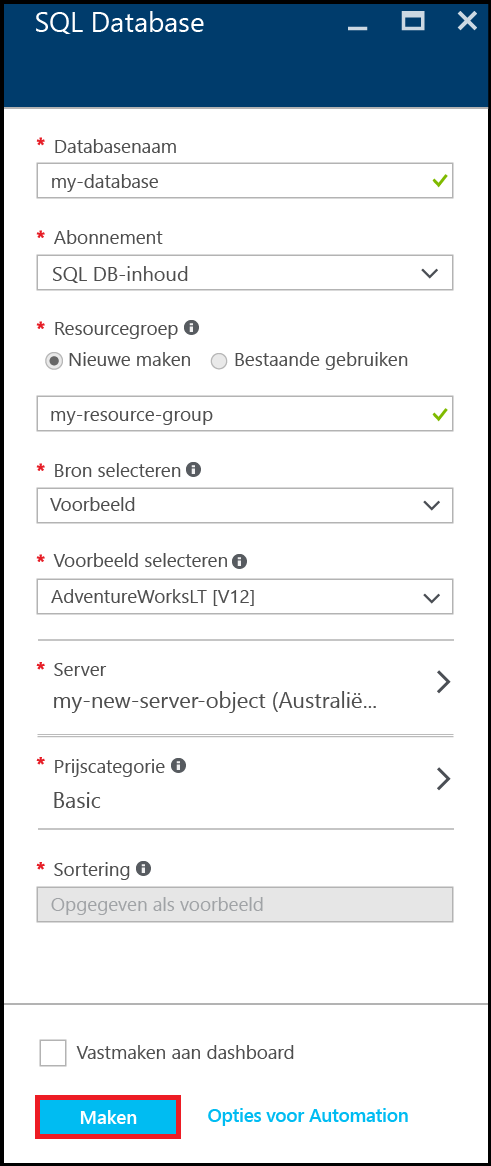 SQL Database
* Databasenaam
my-database
* Abonnement
SQL DB-inhoud
* Resourcegroep
Nieuwe maken Bestaande gebruiken
my-resource-group
* Bron selecteren
Voorbeeld
* Voorbeeld selecteren
AdventureWorksLT [V12]
* Server
my-new-server-object (Australië...
* Prijscategorie
Basic
* Sortering
Opgegeven als voorbeeld
Vastmaken aan dashboard
Maken Opties voor Automation